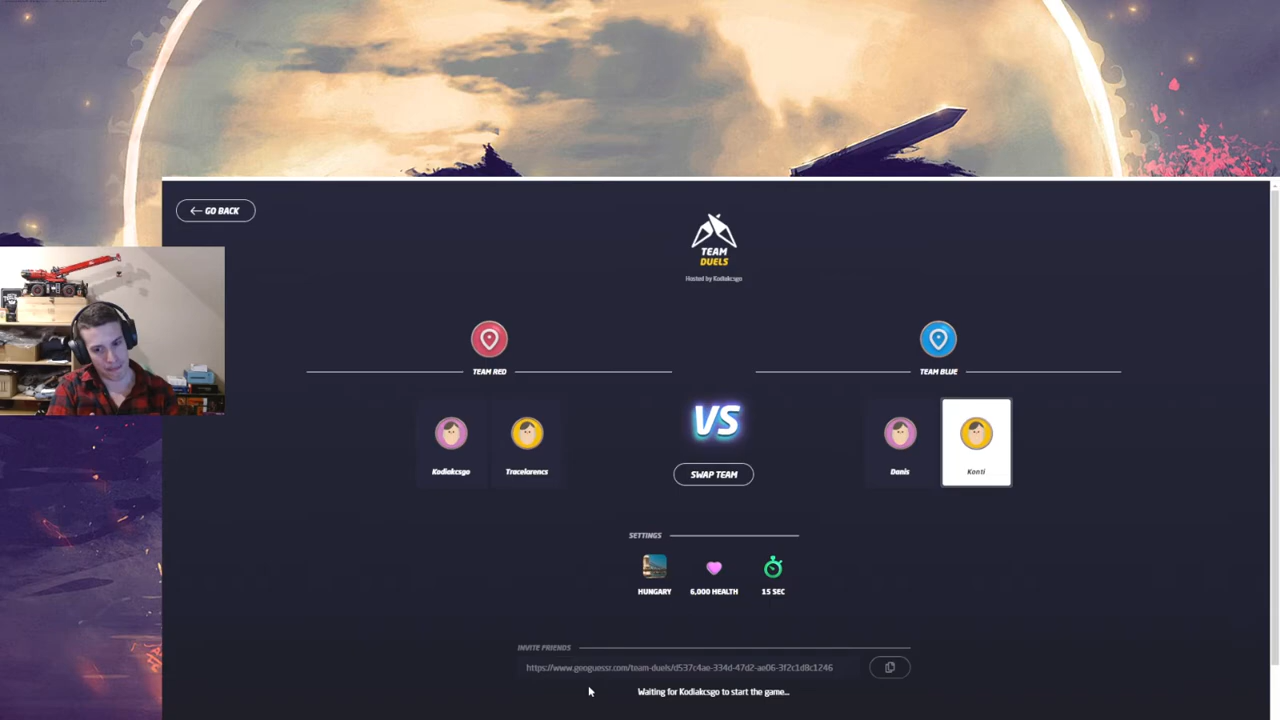 GO BACK
TEAM
DUELS
Hosted by Kodiakcsgo
TEAM RED
TEAM BLUE
Kodiakcsgo
Tracelarencs
VS
SWAP TEAM
Danis
Konti
SETTINGS
HUNGARY
6,000 HEALTH
15 SEC
INVITE FRIENDS
https://www.geoguessr.com/team-duels/d537c4ae-334d-47d2-ae06-3f2c1d8c1246
Waiting for Kodiakcsgo to start the game...